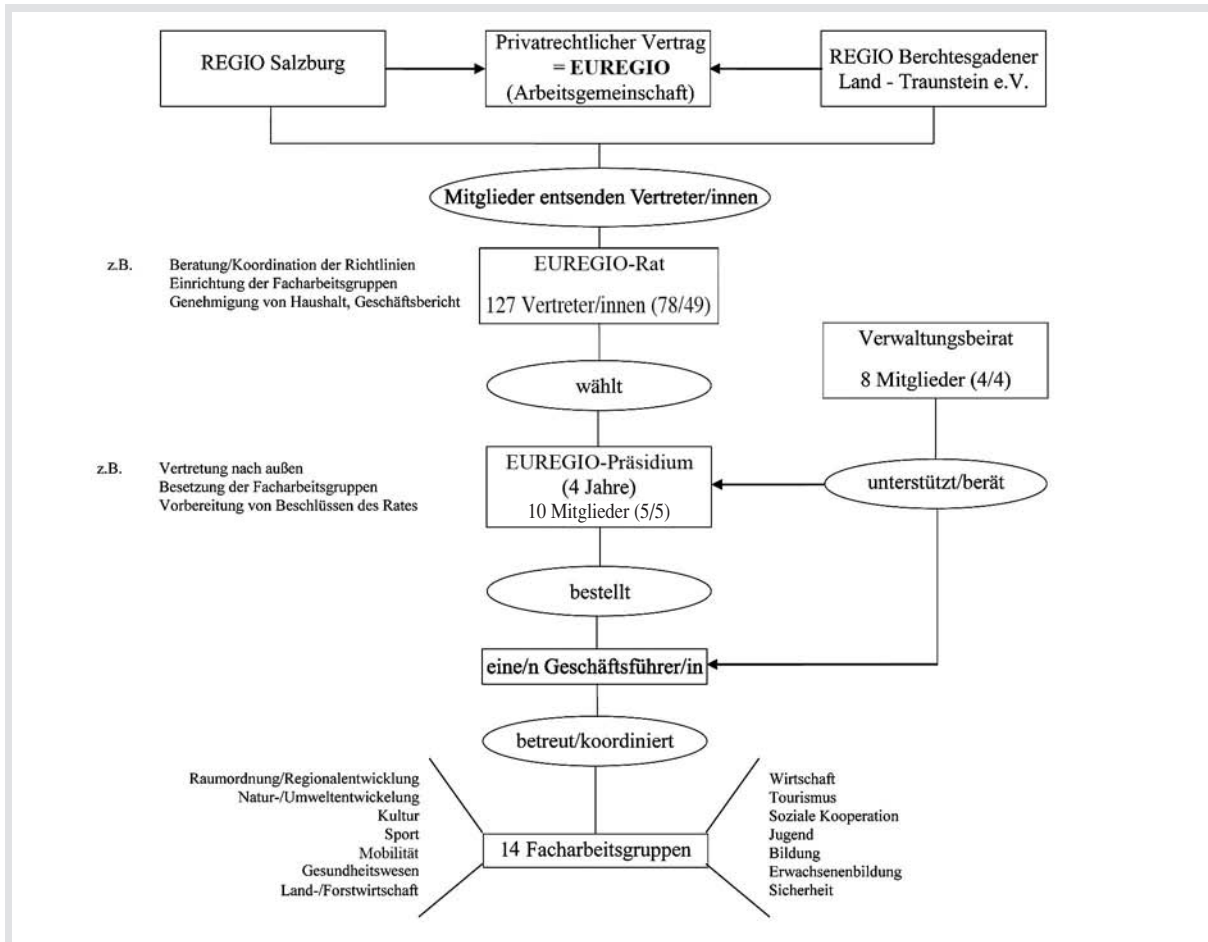 REGIO Salzburg
Privatrechtlicher Vertrag
= EUREGIO
(Arbeitsgemeinschaft)
REGIO Berchtesgadener
Land - Traunstein e.V.
Mitglieder entsenden Vertreter/innen
z.B. Beratung/Koordination der Richtlinien
Einrichtung der Facharbeitsgruppen
Genehmigung von Haushalt, Geschäftsbericht
EUREGIO-Rat
127 Vertreter/innen (78/49)
Verwaltungsbeirat
8 Mitglieder (4/4)
wählt
z.B. Vertretung nach außen
Besetzung der Facharbeitsgruppen
Vorbereitung von Beschlüssen des Rates
EUREGIO-Präsidium
(4 Jahre)
10 Mitglieder (5/5)
unterstützt/berät
bestellt
eine/n Geschäftsführer/in
betreut/koordiniert
Raumordnung/Regionalentwicklung
Natur-/Umweltentwickelung
Kultur
Sport
Mobilität
Gesundheitswesen
Land-/Forstwirtschaft
14 Facharbeitsgruppen
Wirtschaft
Tourismus
Soziale Kooperation
Jugend
Bildung
Erwachsenenbildung
Sicherheit